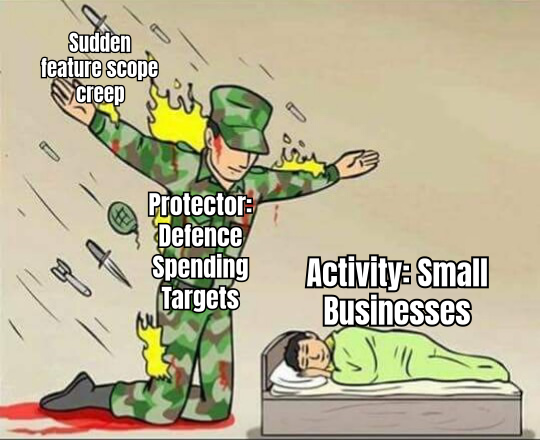 Sudden
feature scope
creep
Protector:
Defence
Spending
Targets
Activity: Small
Businesses